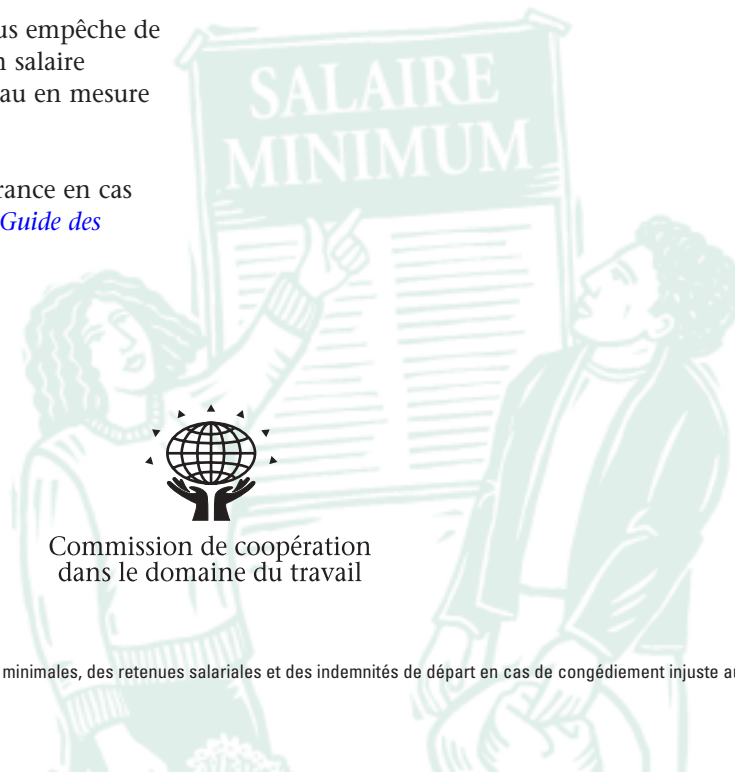 us empêche de
n salaire
au en mesure
rance en cas
Guide des
SALAIRE
MINIMUM
Commission de coopération
dans le domaine du travail
minimales, des retenues salariales et des indemnités de départ en cas de congédiement injuste au